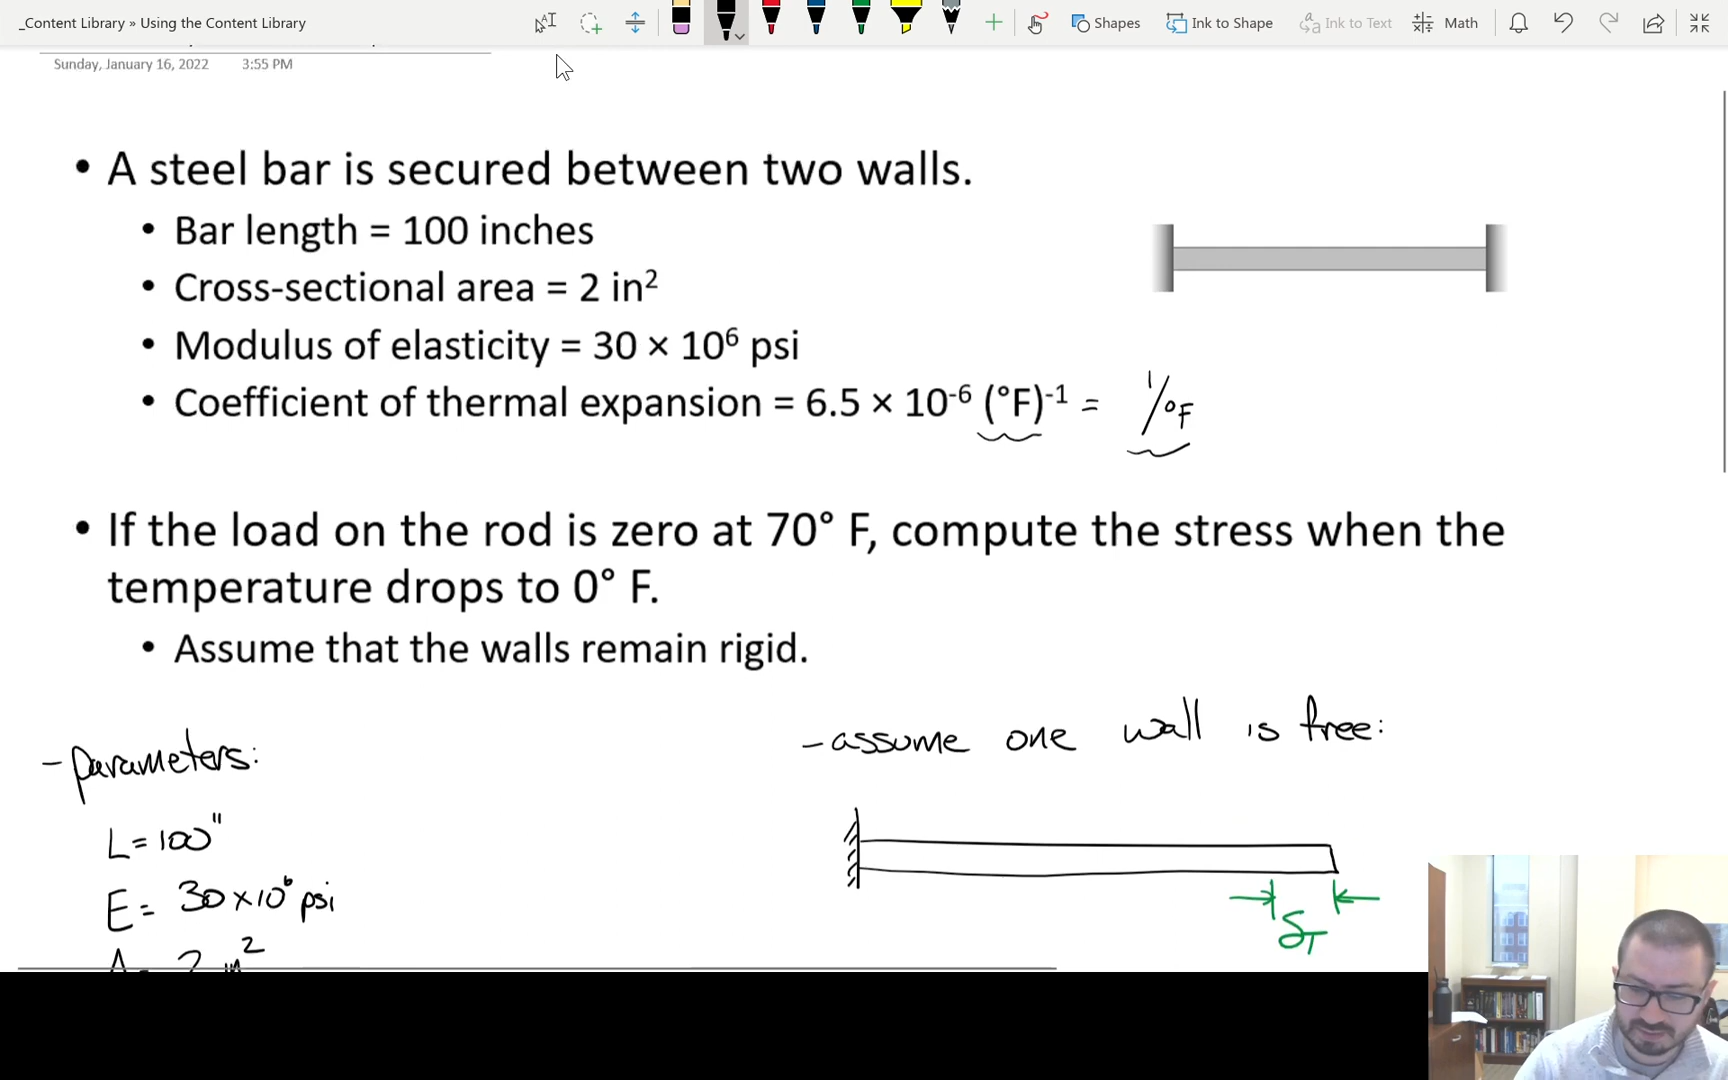 _Content Library » Using the Content Library
Shapes
Ink to Shape
Ink to Text
Math
Sunday, January 16, 2022 3:55 PM
• A steel bar is secured between two walls.
• Bar length = 100 inches
• Cross-sectional area = 2 in²
• Modulus of elasticity = 30 × 10⁶ psi
• Coefficient of thermal expansion = 6.5 × 10⁻⁶ (°F)⁻¹ = 1/°F
• If the load on the rod is zero at 70° F, compute the stress when the
temperature drops to 0° F.
• Assume that the walls remain rigid.
- parameters:
- assume one wall is free:
L = 100"
E = 30×10⁶ psi
δT
A = 2 in²